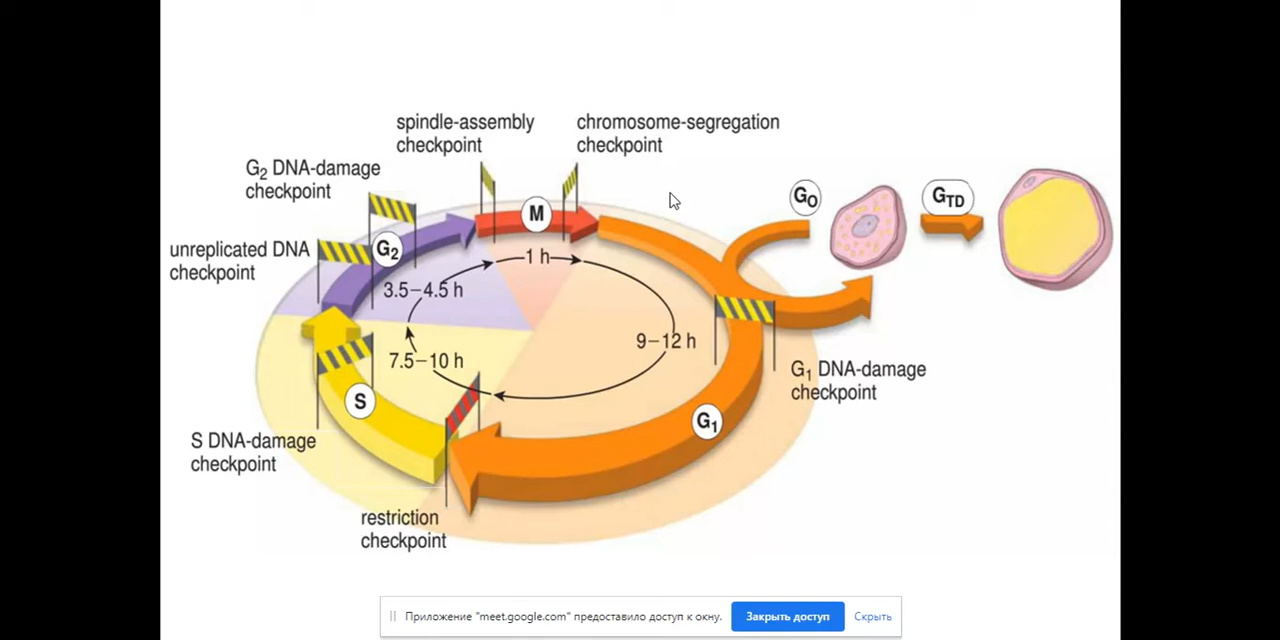 spindle-assembly
checkpoint
chromosome-segregation
checkpoint
G₂ DNA-damage
checkpoint
unreplicated DNA
checkpoint
G₂
M
G₀
G_TD
1 h
3.5–4.5 h
9–12 h
7.5–10 h
G₁ DNA-damage
checkpoint
S
G₁
S DNA-damage
checkpoint
restriction
checkpoint
Приложение "meet.google.com" предоставило доступ к окну.
Закрыть доступ
Скрыть